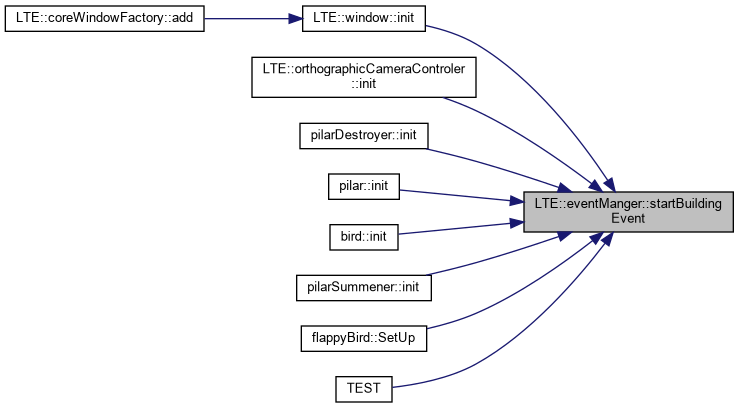 LTE::coreWindowFactory::add
LTE::window::init
LTE::orthographicCameraControler
::init
pilarDestroyer::init
pilar::init
LTE::eventManger::startBuilding
Event
bird::init
pilarSummener::init
flappyBird::SetUp
TEST